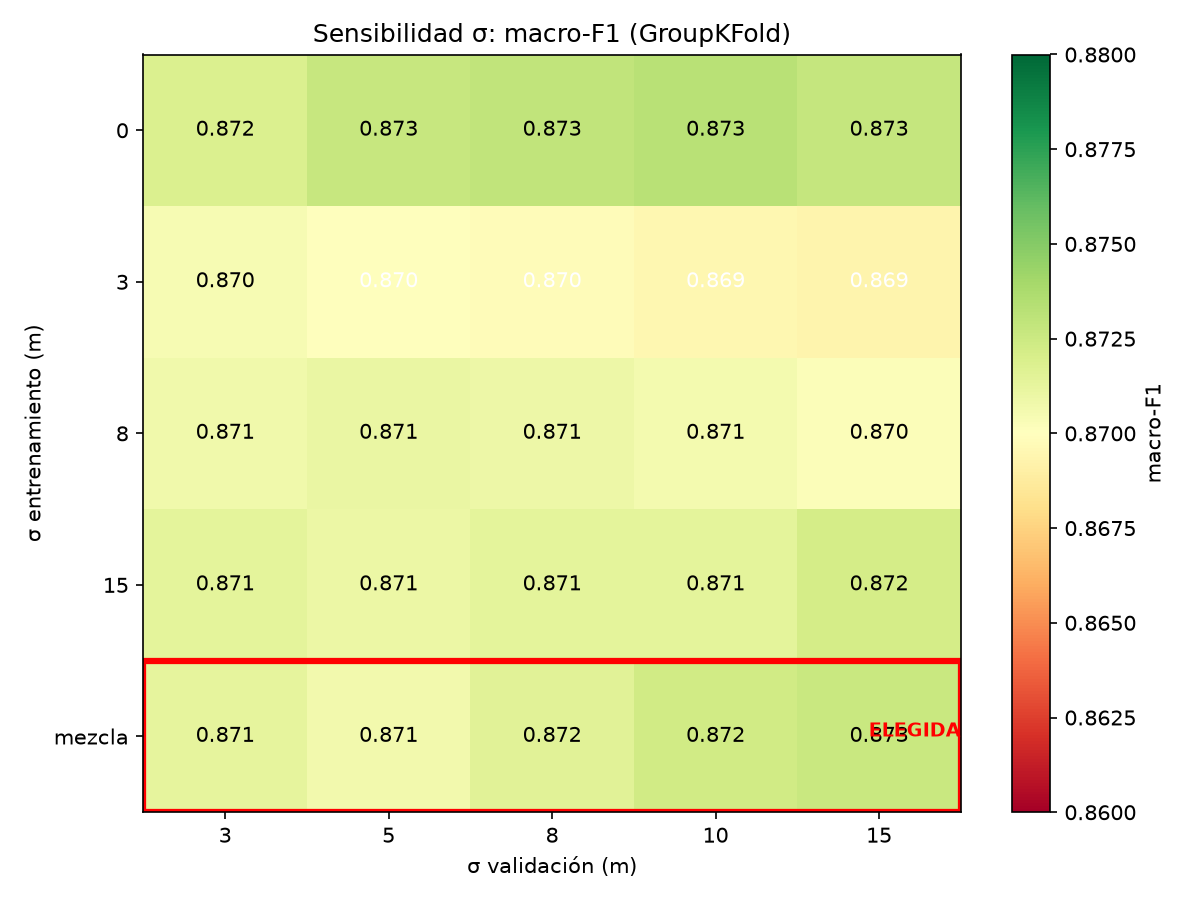 Sensibilidad σ: macro-F1 (GroupKFold)
0 0.872 0.873 0.873 0.873 0.873
3 0.870 0.870 0.870 0.869 0.869
8 0.871 0.871 0.871 0.871 0.870
15 0.871 0.871 0.871 0.871 0.872
mezcla 0.871 0.871 0.872 0.872 0.873
ELEGIDA
3 5 8 10 15
σ validación (m)
σ entrenamiento (m)
0.8800
0.8775
0.8750
0.8725
0.8700
0.8675
0.8650
0.8625
0.8600
macro-F1